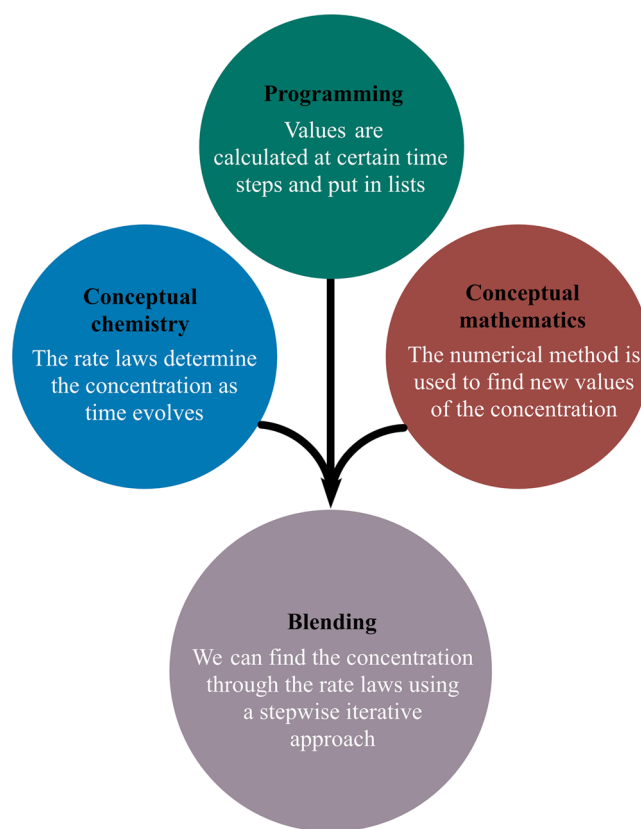 Programming
Values are
calculated at certain time
steps and put in lists
Conceptual
chemistry
The rate laws determine
the concentration as
time evolves
Conceptual
mathematics
The numerical method is
used to find new values
of the concentration
Blending
We can find the concentration
through the rate laws using
a stepwise iterative
approach